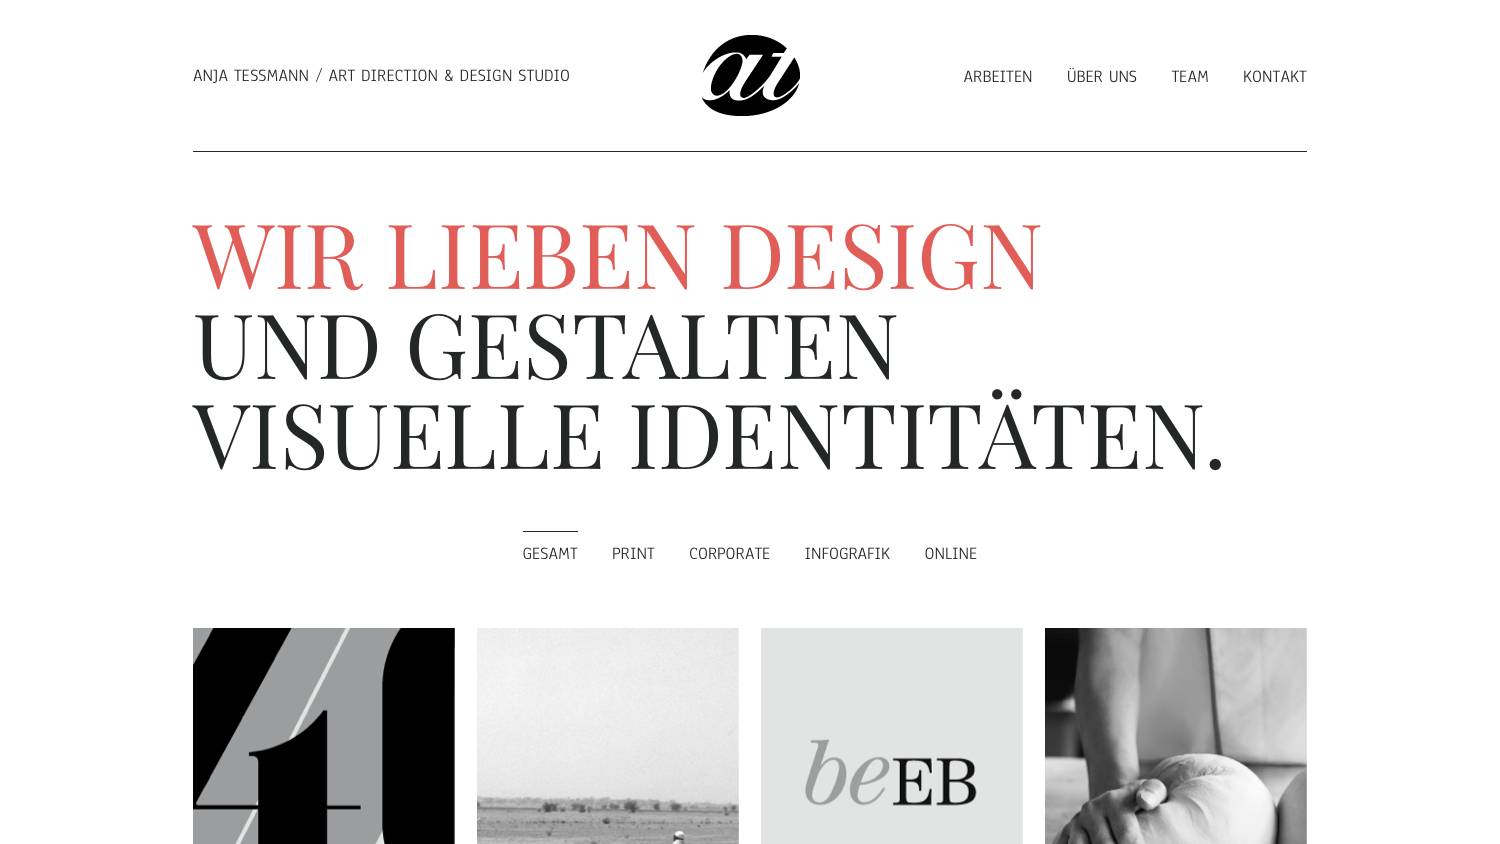 ANJA TESSMANN / ART DIRECTION & DESIGN STUDIO
at
ARBEITEN ÜBER UNS TEAM KONTAKT
WIR LIEBEN DESIGN
UND GESTALTEN
VISUELLE IDENTITÄTEN.
GESAMT PRINT CORPORATE INFOGRAFIK ONLINE
beEB